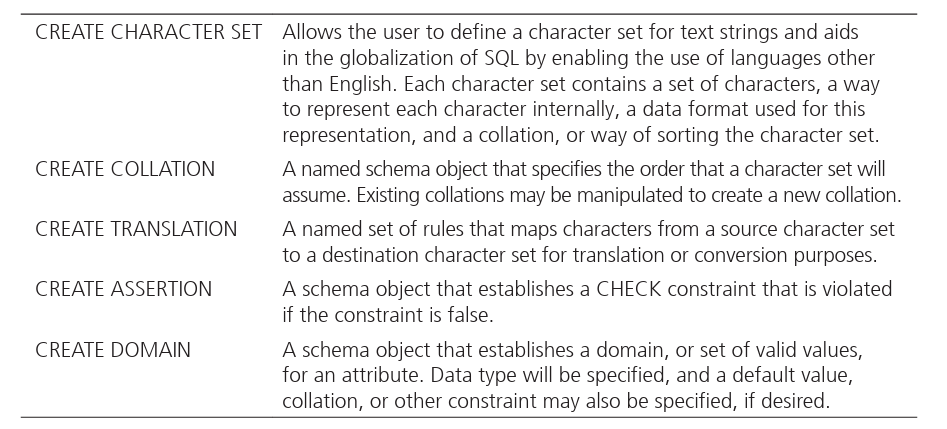 CREATE CHARACTER SET Allows the user to define a character set for text strings and aids
in the globalization of SQL by enabling the use of languages other
than English. Each character set contains a set of characters, a way
to represent each character internally, a data format used for this
representation, and a collation, or way of sorting the character set.
CREATE COLLATION A named schema object that specifies the order that a character set will
assume. Existing collations may be manipulated to create a new collation.
CREATE TRANSLATION A named set of rules that maps characters from a source character set
to a destination character set for translation or conversion purposes.
CREATE ASSERTION A schema object that establishes a CHECK constraint that is violated
if the constraint is false.
CREATE DOMAIN A schema object that establishes a domain, or set of valid values,
for an attribute. Data type will be specified, and a default value,
collation, or other constraint may also be specified, if desired.